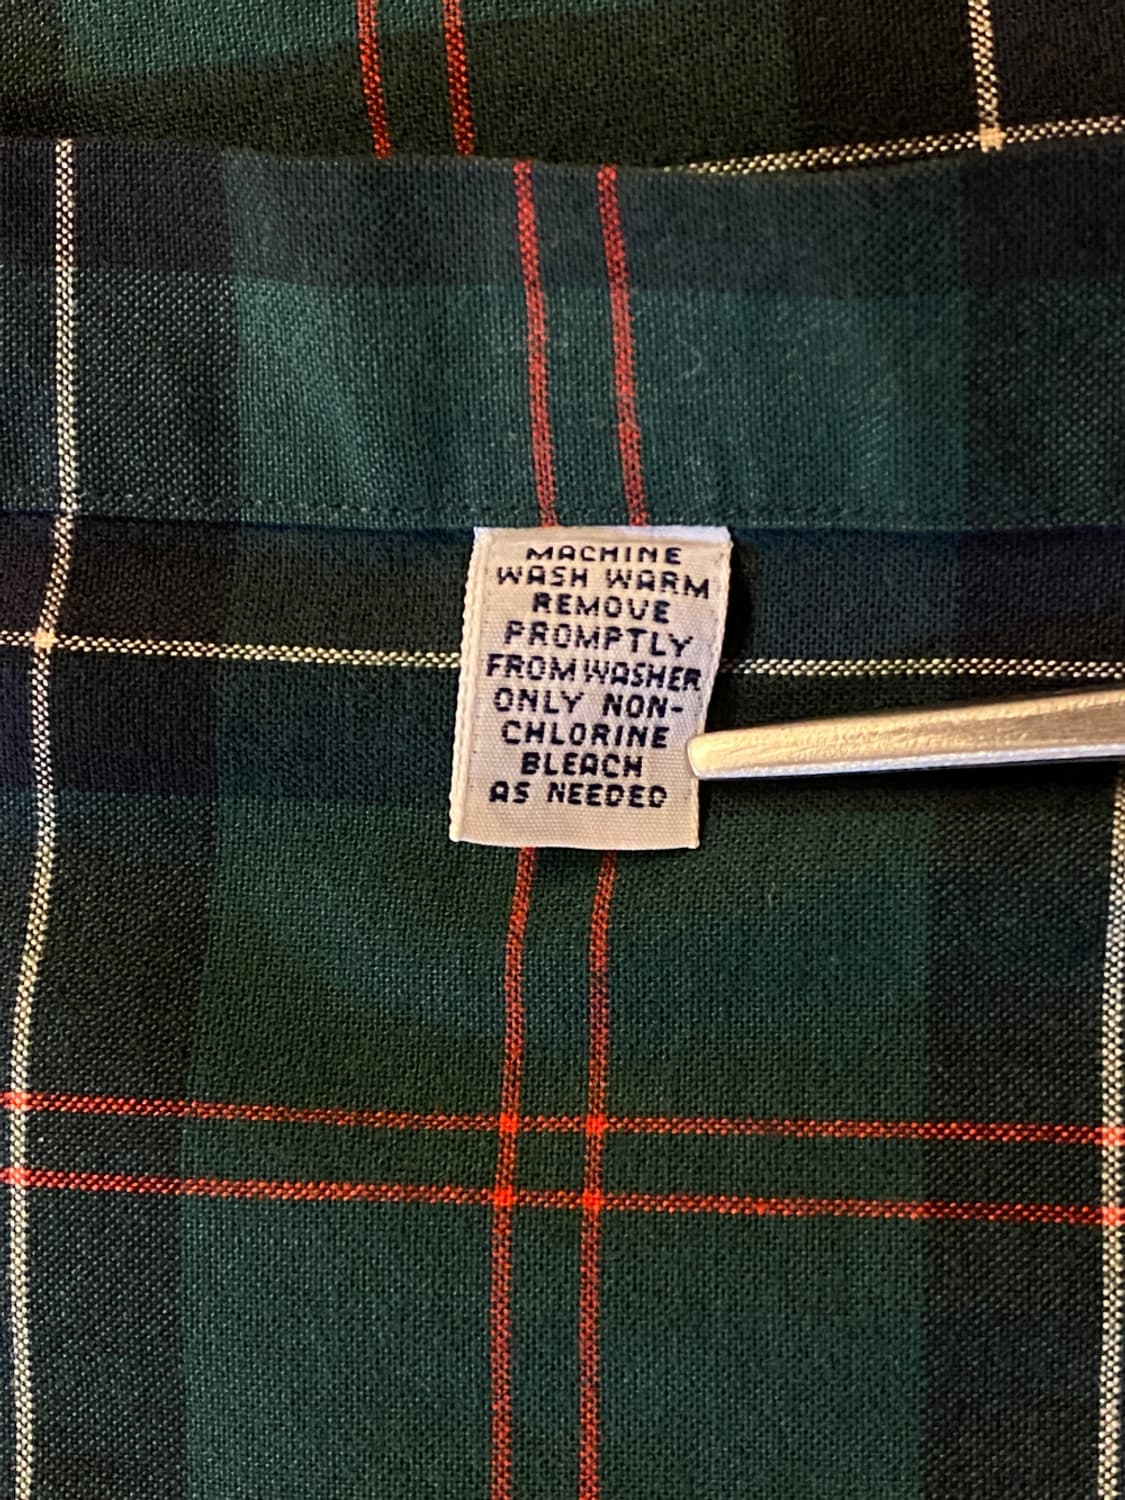 MACHINE
WASH WARM
REMOVE
PROMPTLY
FROM WASHER
ONLY NON-
CHLORINE
BLEACH
AS NEEDED